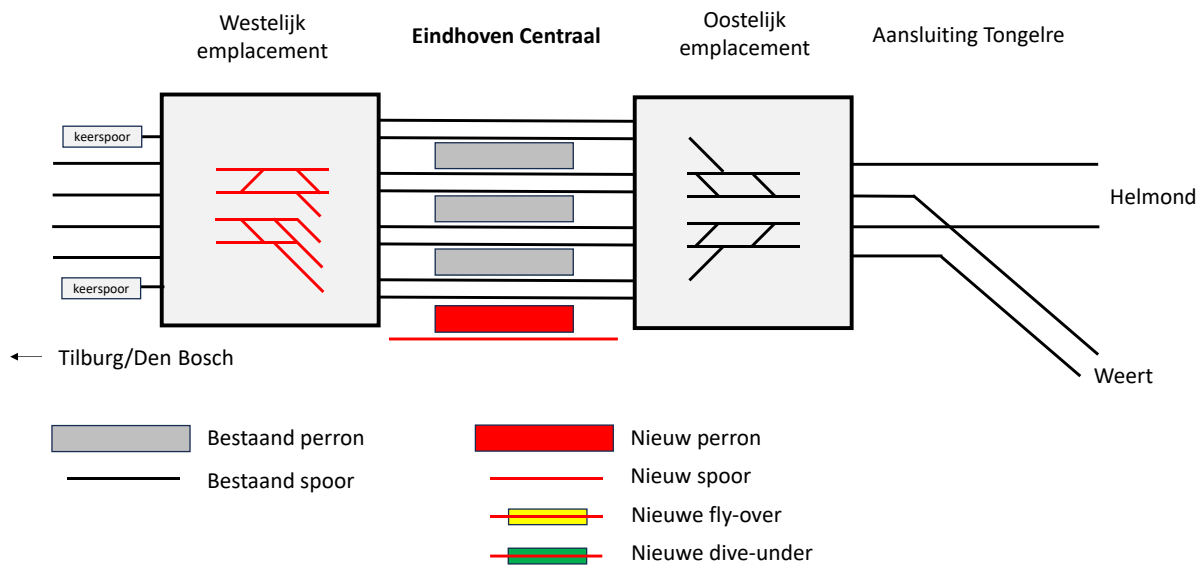 Westelijk
emplacement
Eindhoven Centraal
Oostelijk
emplacement
Aansluiting Tongelre
keerspoor
Helmond
keerspoor
Tilburg/Den Bosch
Weert
Bestaand perron
Nieuw perron
Bestaand spoor
Nieuw spoor
Nieuwe fly-over
Nieuwe dive-under